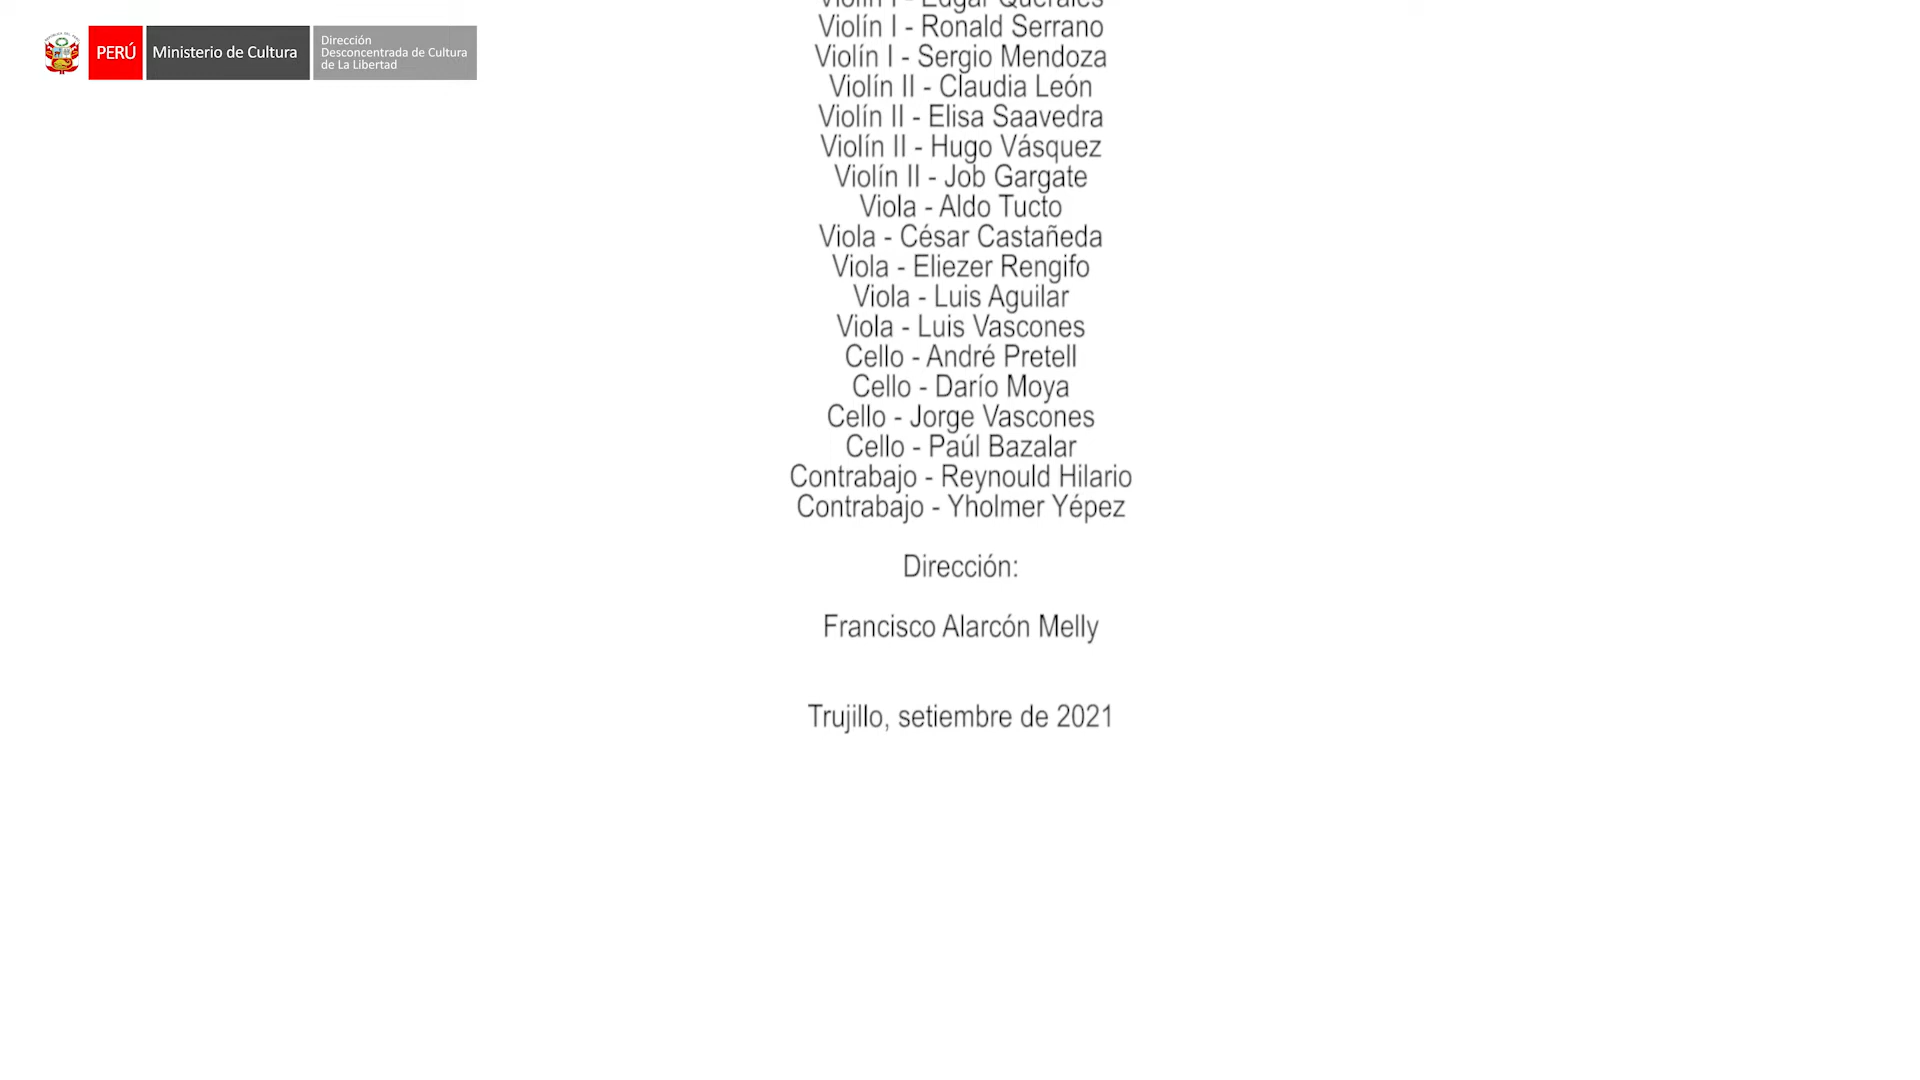 PERÚ
Ministerio de Cultura
Dirección
Desconcentrada de Cultura
de La Libertad
Violín I - Edgar Querales
Violín I - Ronald Serrano
Violín I - Sergio Mendoza
Violín II - Claudia León
Violín II - Elisa Saavedra
Violín II - Hugo Vásquez
Violín II - Job Gargate
Viola - Aldo Tucto
Viola - César Castañeda
Viola - Eliezer Rengifo
Viola - Luis Aguilar
Viola - Luis Vascones
Cello - André Pretell
Cello - Darío Moya
Cello - Jorge Vascones
Cello - Paúl Bazalar
Contrabajo - Reynould Hilario
Contrabajo - Yholmer Yépez
Dirección:
Francisco Alarcón Melly
Trujillo, setiembre de 2021